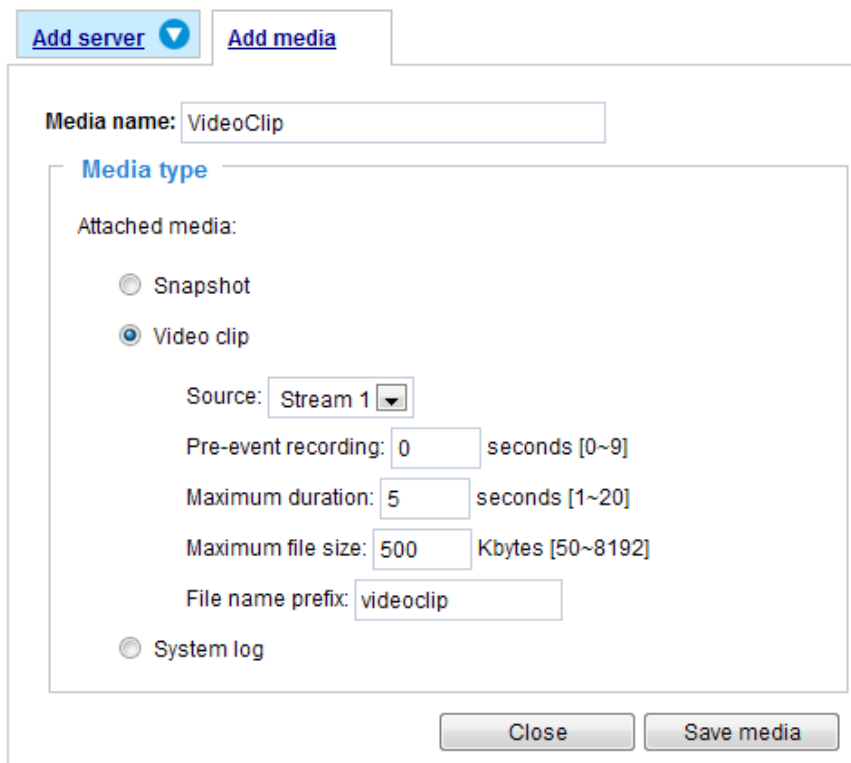 Add server Add media
Media name: VideoClip
Media type
Attached media:
Snapshot
Video clip
Source: Stream 1
Pre-event recording: 0 seconds [0~9]
Maximum duration: 5 seconds [1~20]
Maximum file size: 500 Kbytes [50~8192]
File name prefix: videoclip
System log
Close Save media